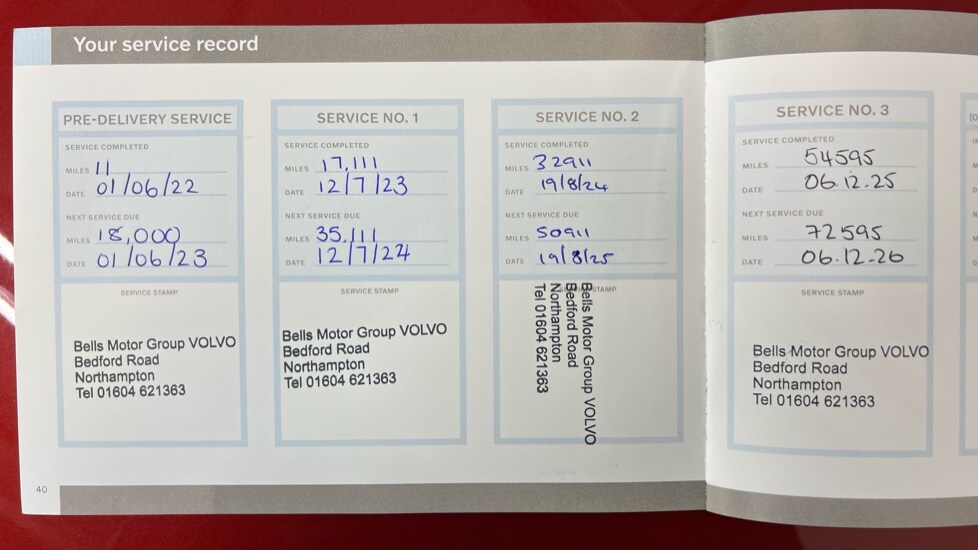 Your service record
PRE-DELIVERY SERVICE
SERVICE COMPLETED
MILES 11
DATE 01/06/22
NEXT SERVICE DUE
MILES 18,000
DATE 01/06/23
SERVICE STAMP
Bells Motor Group VOLVO
Bedford Road
Northampton
Tel 01604 621363
SERVICE NO. 1
SERVICE COMPLETED
MILES 17,111
DATE 12/7/23
NEXT SERVICE DUE
MILES 35,111
DATE 12/7/24
SERVICE STAMP
Bells Motor Group VOLVO
Bedford Road
Northampton
Tel 01604 621363
SERVICE NO. 2
SERVICE COMPLETED
MILES 32911
DATE 19/8/24
NEXT SERVICE DUE
MILES 50911
DATE 19/8/25
STAMP
Bells Motor Group VOLVO
Bedford Road
Northampton
Tel 01604 621363
SERVICE NO. 3
SERVICE COMPLETED
MILES 54595
DATE 06.12.25
NEXT SERVICE DUE
MILES 72595
DATE 06.12.26
SERVICE STAMP
Bells Motor Group VOLVO
Bedford Road
Northampton
Tel 01604 621363
40